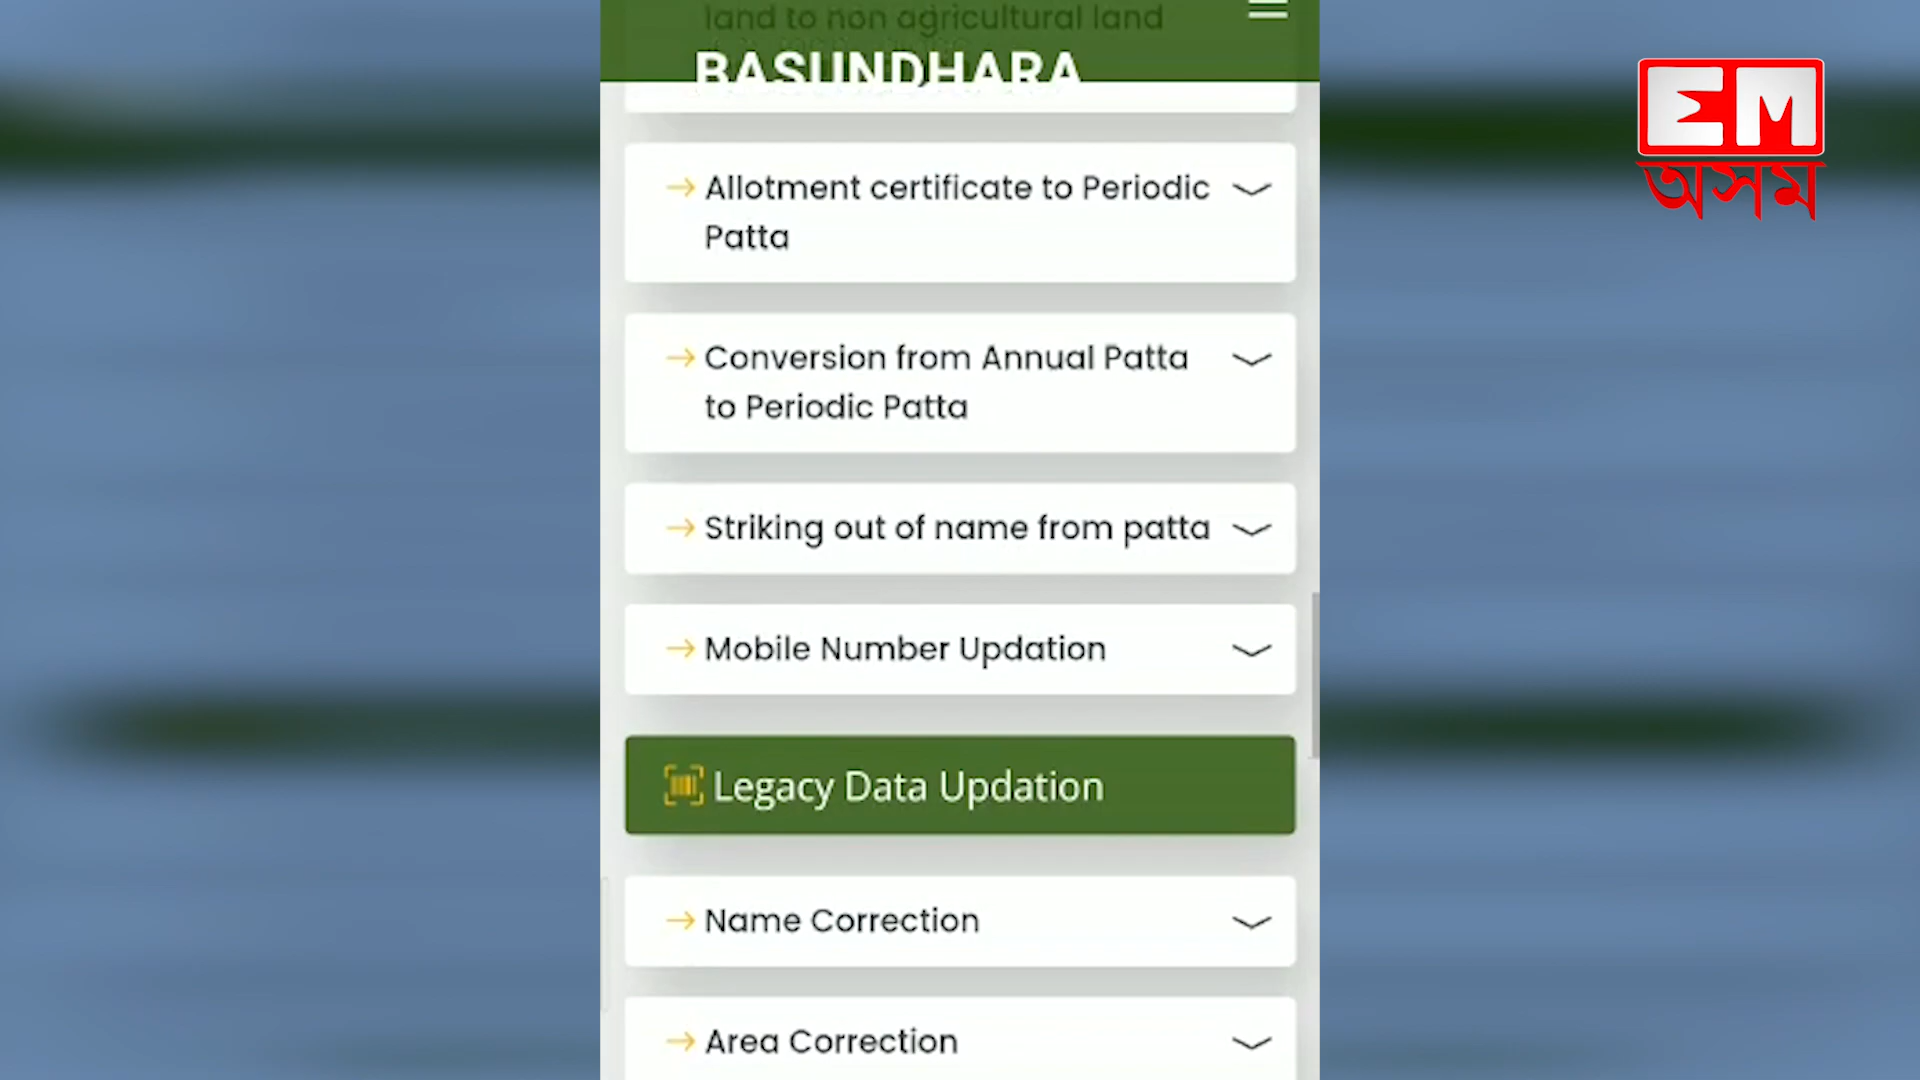 land to non agricultural land
BASUNDHARA
EM
অসম
Allotment certificate to Periodic
Patta
Conversion from Annual Patta
to Periodic Patta
Striking out of name from patta
Mobile Number Updation
Legacy Data Updation
Name Correction
Area Correction